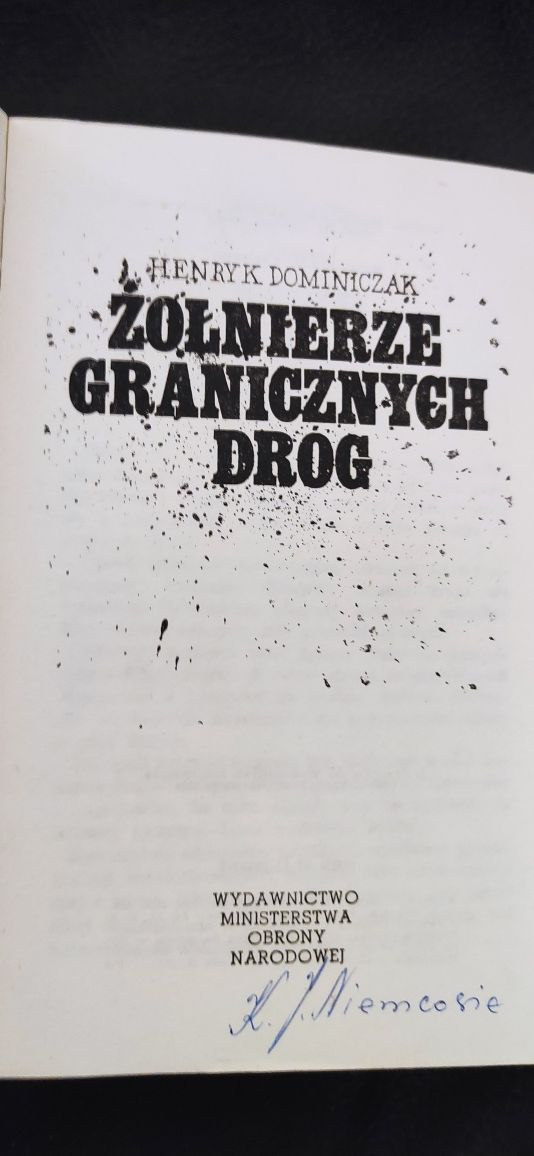 HENRYK DOMINICZAK
ŻOŁNIERZE
GRANICZNYCH
DRÓG
WYDAWNICTWO
MINISTERSTWA
OBRONY
NARODOWEJ
K. J.